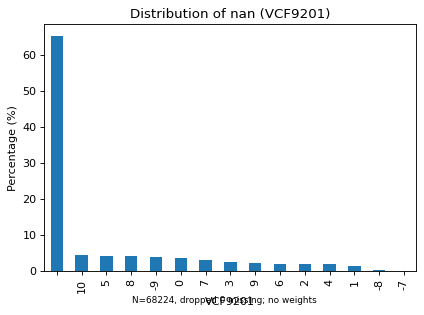 Distribution of nan (VCF9201)
Percentage (%)
60
50
40
30
20
10
0
10 5 8 -9 0 7 3 9 6 2 4 1 -8 -7
VCF9201
N=68224, dropped 0 missing; no weights